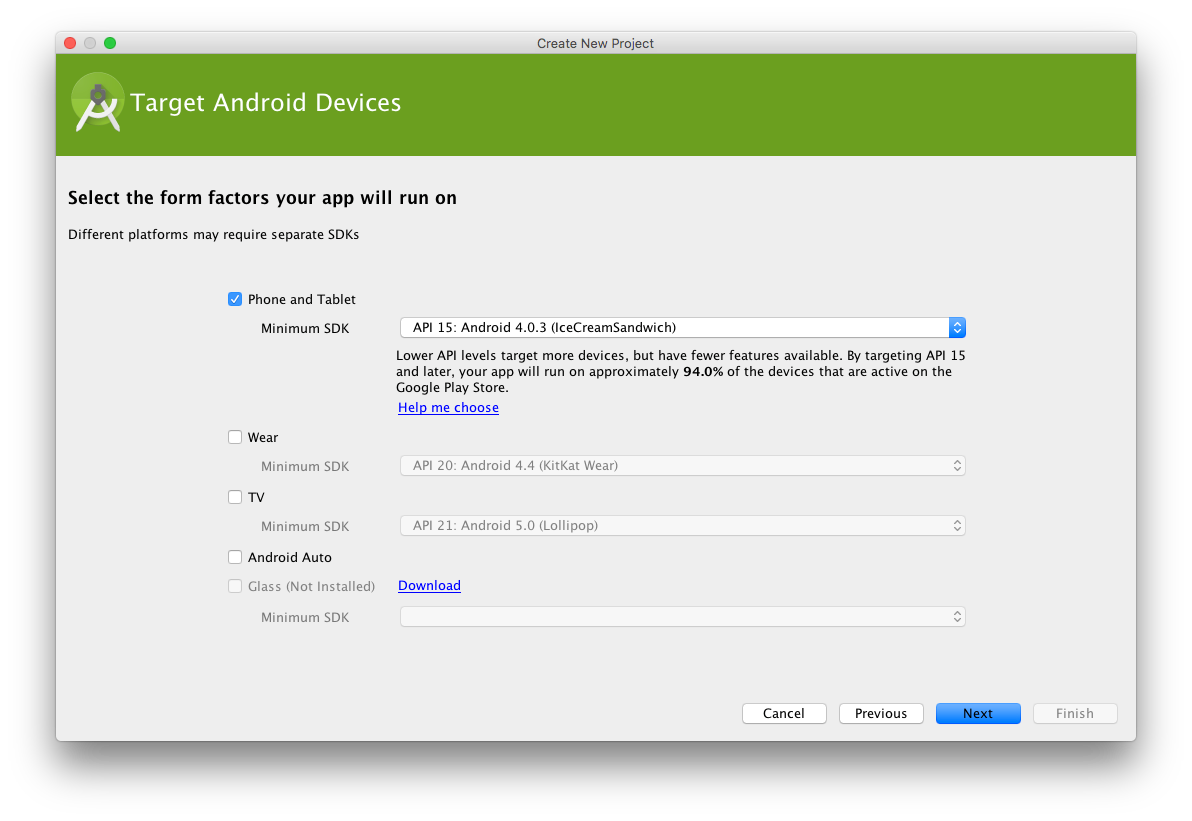 Create New Project
Target Android Devices
Select the form factors your app will run on
Different platforms may require separate SDKs
Phone and Tablet
Minimum SDK API 15: Android 4.0.3 (IceCreamSandwich)
Lower API levels target more devices, but have fewer features available. By targeting API 15
and later, your app will run on approximately 94.0% of the devices that are active on the
Google Play Store.
Help me choose
Wear
Minimum SDK API 20: Android 4.4 (KitKat Wear)
TV
Minimum SDK API 21: Android 5.0 (Lollipop)
Android Auto
Glass (Not Installed) Download
Minimum SDK
Cancel Previous Next Finish